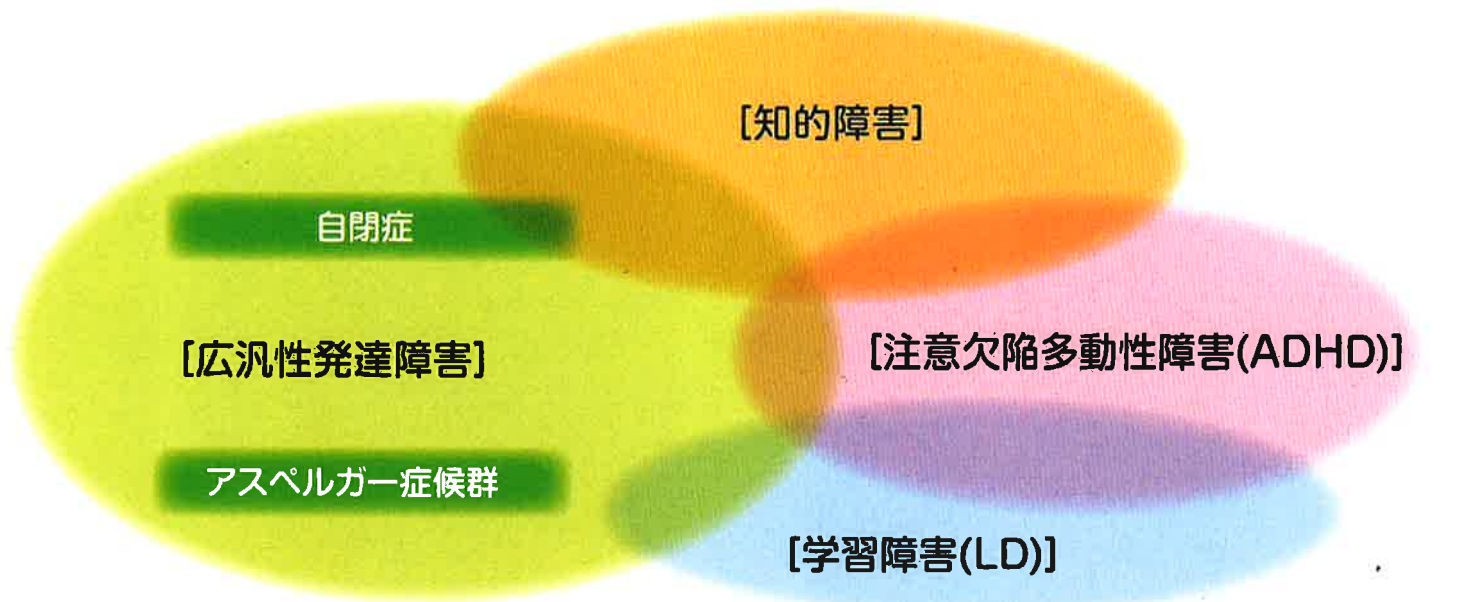 [知的障害]
自閉症
[広汎性発達障害]
[注意欠陥多動性障害(ADHD)]
アスペルガー症候群
[学習障害(LD)]